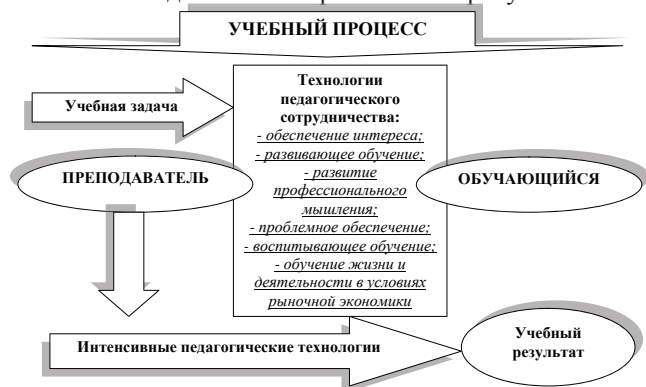 УЧЕБНЫЙ ПРОЦЕСС
Технологии
педагогического
сотрудничества:
- обеспечение интереса;
- развивающее обучение;
- развитие
профессионального
мышления;
- проблемное обеспечение;
- воспитывающее обучение;
- обучение жизни и
деятельности в условиях
рыночной экономики
Учебная задача
ПРЕПОДАВАТЕЛЬ
ОБУЧАЮЩИЙСЯ
Интенсивные педагогические технологии
Учебный
результат